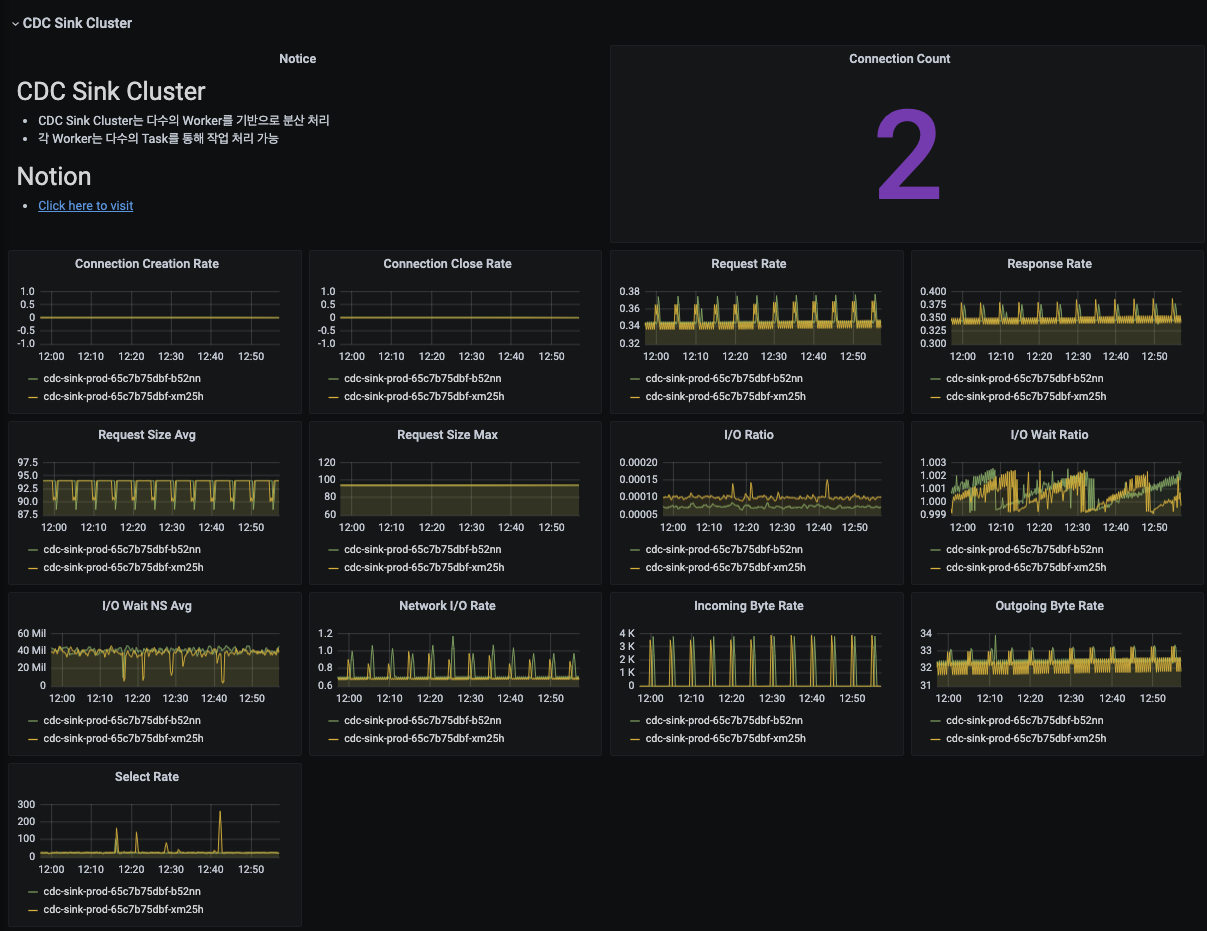 CDC Sink Cluster
Notice
CDC Sink Cluster
CDC Sink Cluster는 다수의 Worker를 기반으로 분산 처리
각 Worker는 다수의 Task를 통해 작업 처리 가능
Notion
Click here to visit
Connection Count
2
Connection Creation Rate
1.0
0.5
0
-0.5
-1.0
12:00 12:10 12:20 12:30 12:40 12:50
cdc-sink-prod-65c7b75dbf-b52nn
cdc-sink-prod-65c7b75dbf-xm25h
Connection Close Rate
1.0
0.5
0
-0.5
-1.0
12:00 12:10 12:20 12:30 12:40 12:50
cdc-sink-prod-65c7b75dbf-b52nn
cdc-sink-prod-65c7b75dbf-xm25h
Request Rate
0.38
0.36
0.34
0.32
12:00 12:10 12:20 12:30 12:40 12:50
cdc-sink-prod-65c7b75dbf-b52nn
cdc-sink-prod-65c7b75dbf-xm25h
Response Rate
0.400
0.375
0.350
0.325
0.300
12:00 12:10 12:20 12:30 12:40 12:50
cdc-sink-prod-65c7b75dbf-b52nn
cdc-sink-prod-65c7b75dbf-xm25h
Request Size Avg
97.5
95.0
92.5
90.0
87.5
12:00 12:10 12:20 12:30 12:40 12:50
cdc-sink-prod-65c7b75dbf-b52nn
cdc-sink-prod-65c7b75dbf-xm25h
Request Size Max
120
100
80
60
12:00 12:10 12:20 12:30 12:40 12:50
cdc-sink-prod-65c7b75dbf-b52nn
cdc-sink-prod-65c7b75dbf-xm25h
I/O Ratio
0.00020
0.00015
0.00010
0.00005
12:00 12:10 12:20 12:30 12:40 12:50
cdc-sink-prod-65c7b75dbf-b52nn
cdc-sink-prod-65c7b75dbf-xm25h
I/O Wait Ratio
1.003
1.002
1.001
1.000
0.999
12:00 12:10 12:20 12:30 12:40 12:50
cdc-sink-prod-65c7b75dbf-b52nn
cdc-sink-prod-65c7b75dbf-xm25h
I/O Wait NS Avg
60 Mil
40 Mil
20 Mil
0
12:00 12:10 12:20 12:30 12:40 12:50
cdc-sink-prod-65c7b75dbf-b52nn
cdc-sink-prod-65c7b75dbf-xm25h
Network I/O Rate
1.2
1.0
0.8
0.6
12:00 12:10 12:20 12:30 12:40 12:50
cdc-sink-prod-65c7b75dbf-b52nn
cdc-sink-prod-65c7b75dbf-xm25h
Incoming Byte Rate
4 K
3 K
2 K
1 K
0
12:00 12:10 12:20 12:30 12:40 12:50
cdc-sink-prod-65c7b75dbf-b52nn
cdc-sink-prod-65c7b75dbf-xm25h
Outgoing Byte Rate
34
33
32
31
12:00 12:10 12:20 12:30 12:40 12:50
cdc-sink-prod-65c7b75dbf-b52nn
cdc-sink-prod-65c7b75dbf-xm25h
Select Rate
300
200
100
0
12:00 12:10 12:20 12:30 12:40 12:50
cdc-sink-prod-65c7b75dbf-b52nn
cdc-sink-prod-65c7b75dbf-xm25h